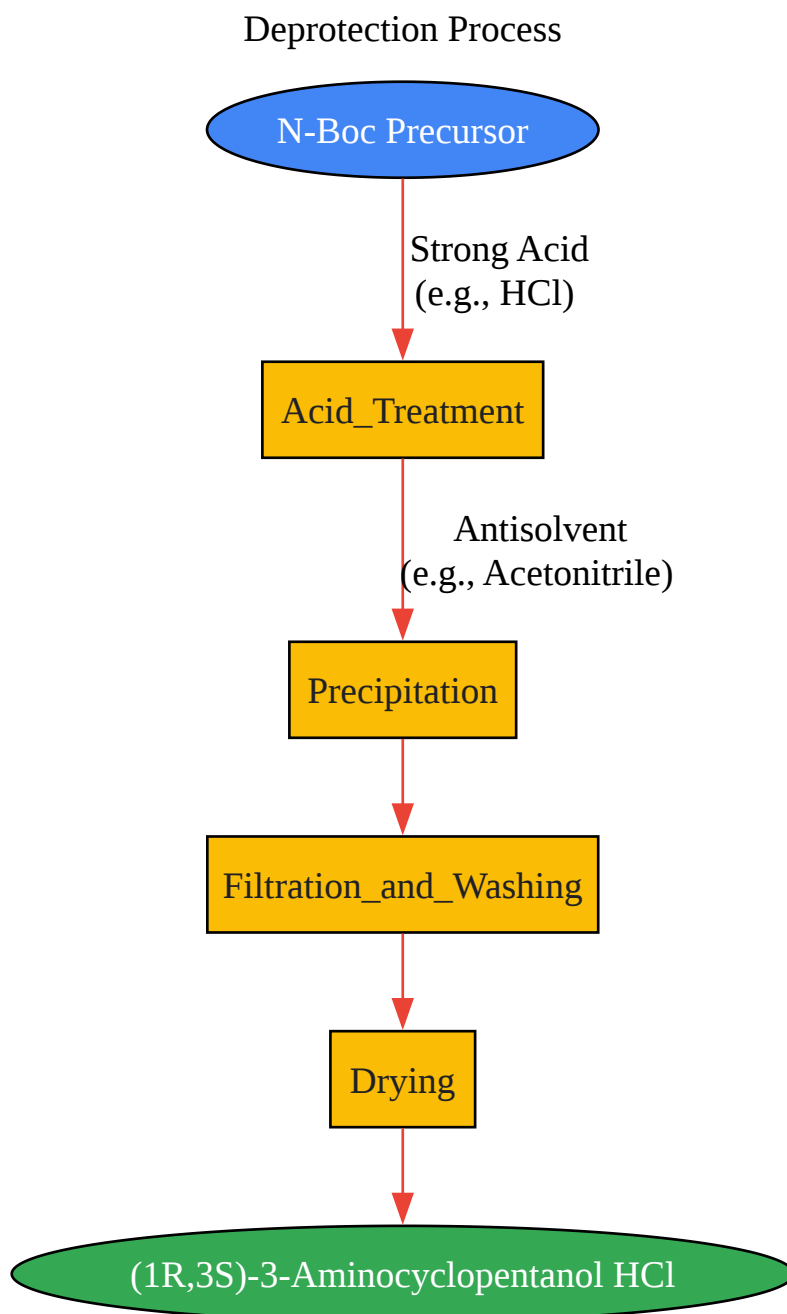 Deprotection Process
N-Boc Precursor
Strong Acid
(e.g., HCl)
Acid_Treatment
Antisolvent
(e.g., Acetonitrile)
Precipitation
Filtration_and_Washing
Drying
(1R,3S)-3-Aminocyclopentanol HCl